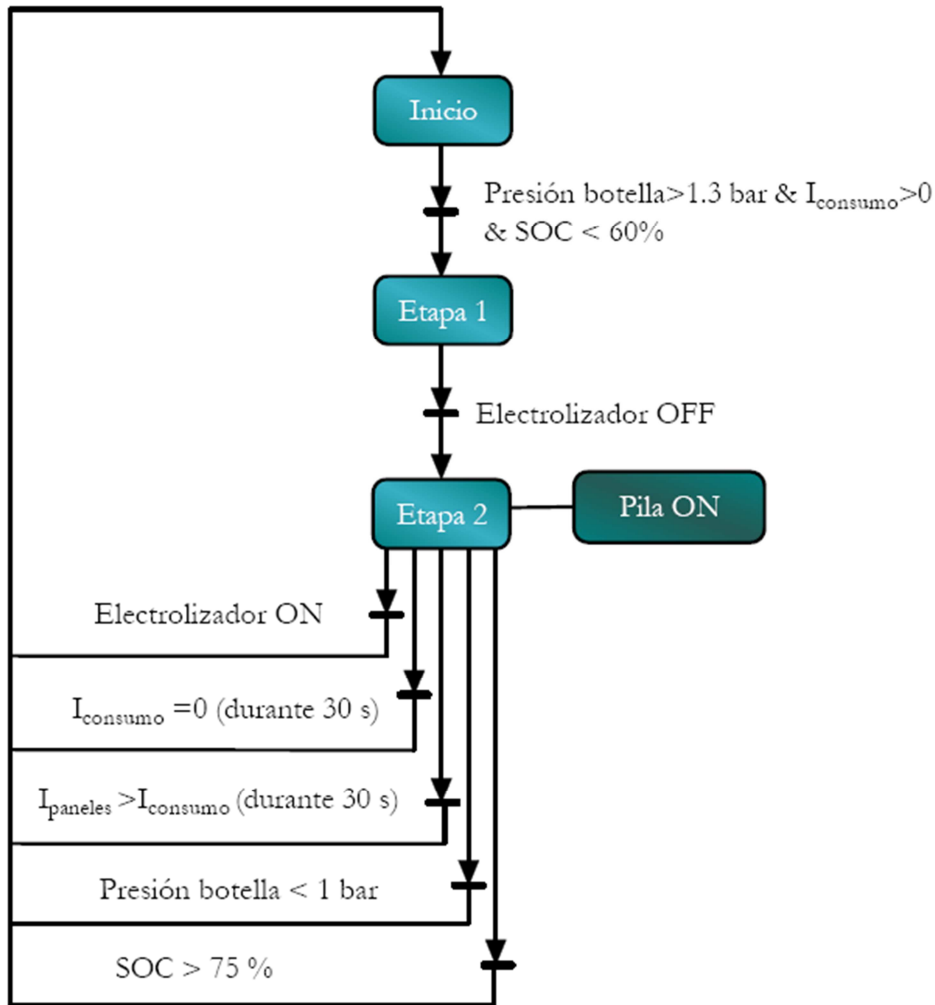 Inicio
Presión botella>1.3 bar & Iconsumo>0
& SOC < 60%
Etapa 1
Electrolizador OFF
Etapa 2
Pila ON
Electrolizador ON
Iconsumo =0 (durante 30 s)
Ipaneles >Iconsumo (durante 30 s)
Presión botella < 1 bar
SOC > 75 %